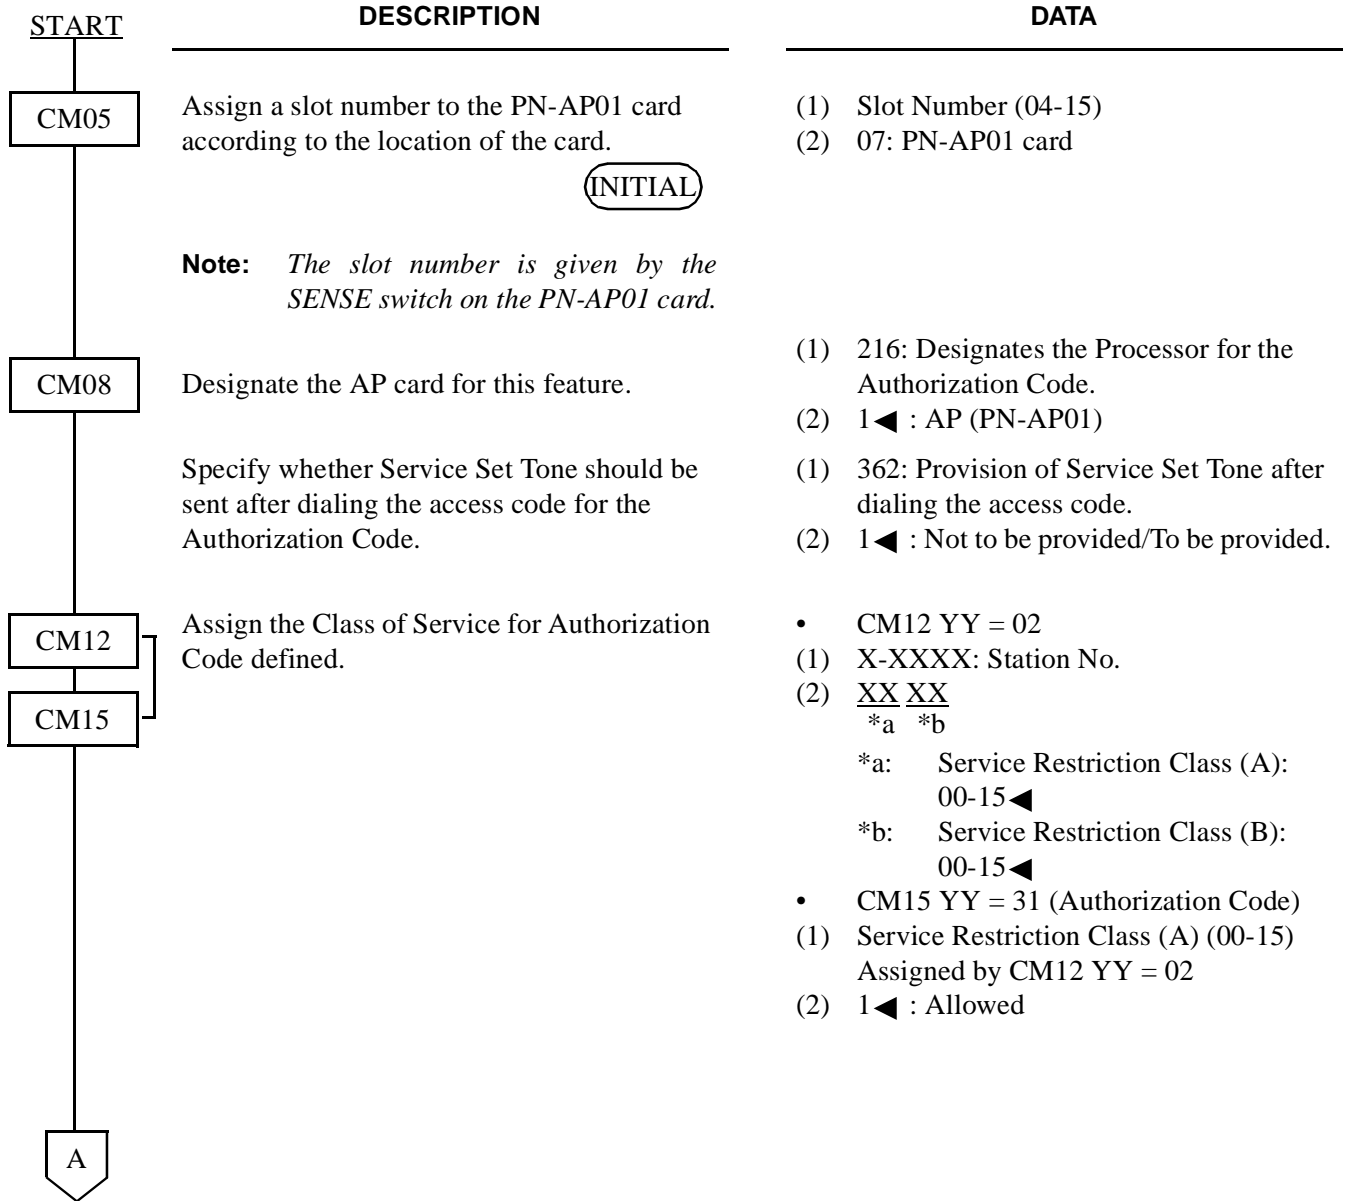 START
DESCRIPTION
DATA
CM05
Assign a slot number to the PN-AP01 card
according to the location of the card.
INITIAL
(1) Slot Number (04-15)
(2) 07: PN-AP01 card
Note: The slot number is given by the
SENSE switch on the PN-AP01 card.
CM08
Designate the AP card for this feature.
(1) 216: Designates the Processor for the
Authorization Code.
(2) 1◀ : AP (PN-AP01)
Specify whether Service Set Tone should be
sent after dialing the access code for the
Authorization Code.
(1) 362: Provision of Service Set Tone after
dialing the access code.
(2) 1◀ : Not to be provided/To be provided.
CM12
CM15
Assign the Class of Service for Authorization
Code defined.
• CM12 YY = 02
(1) X-XXXX: Station No.
(2) XX XX
*a *b
*a: Service Restriction Class (A):
00-15◀
*b: Service Restriction Class (B):
00-15◀
• CM15 YY = 31 (Authorization Code)
(1) Service Restriction Class (A) (00-15)
Assigned by CM12 YY = 02
(2) 1◀ : Allowed
A